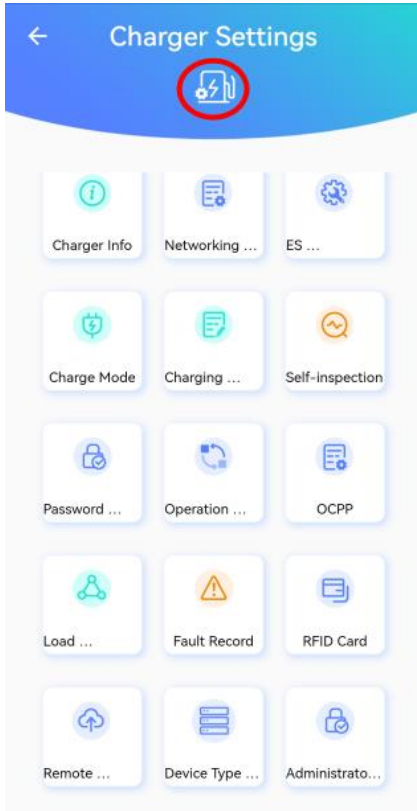 Charger Settings
Charger Info
Networking ...
ES ...
Charge Mode
Charging ...
Self-inspection
Password ...
Operation ...
OCPP
Load ...
Fault Record
RFID Card
Remote ...
Device Type ...
Administrato...